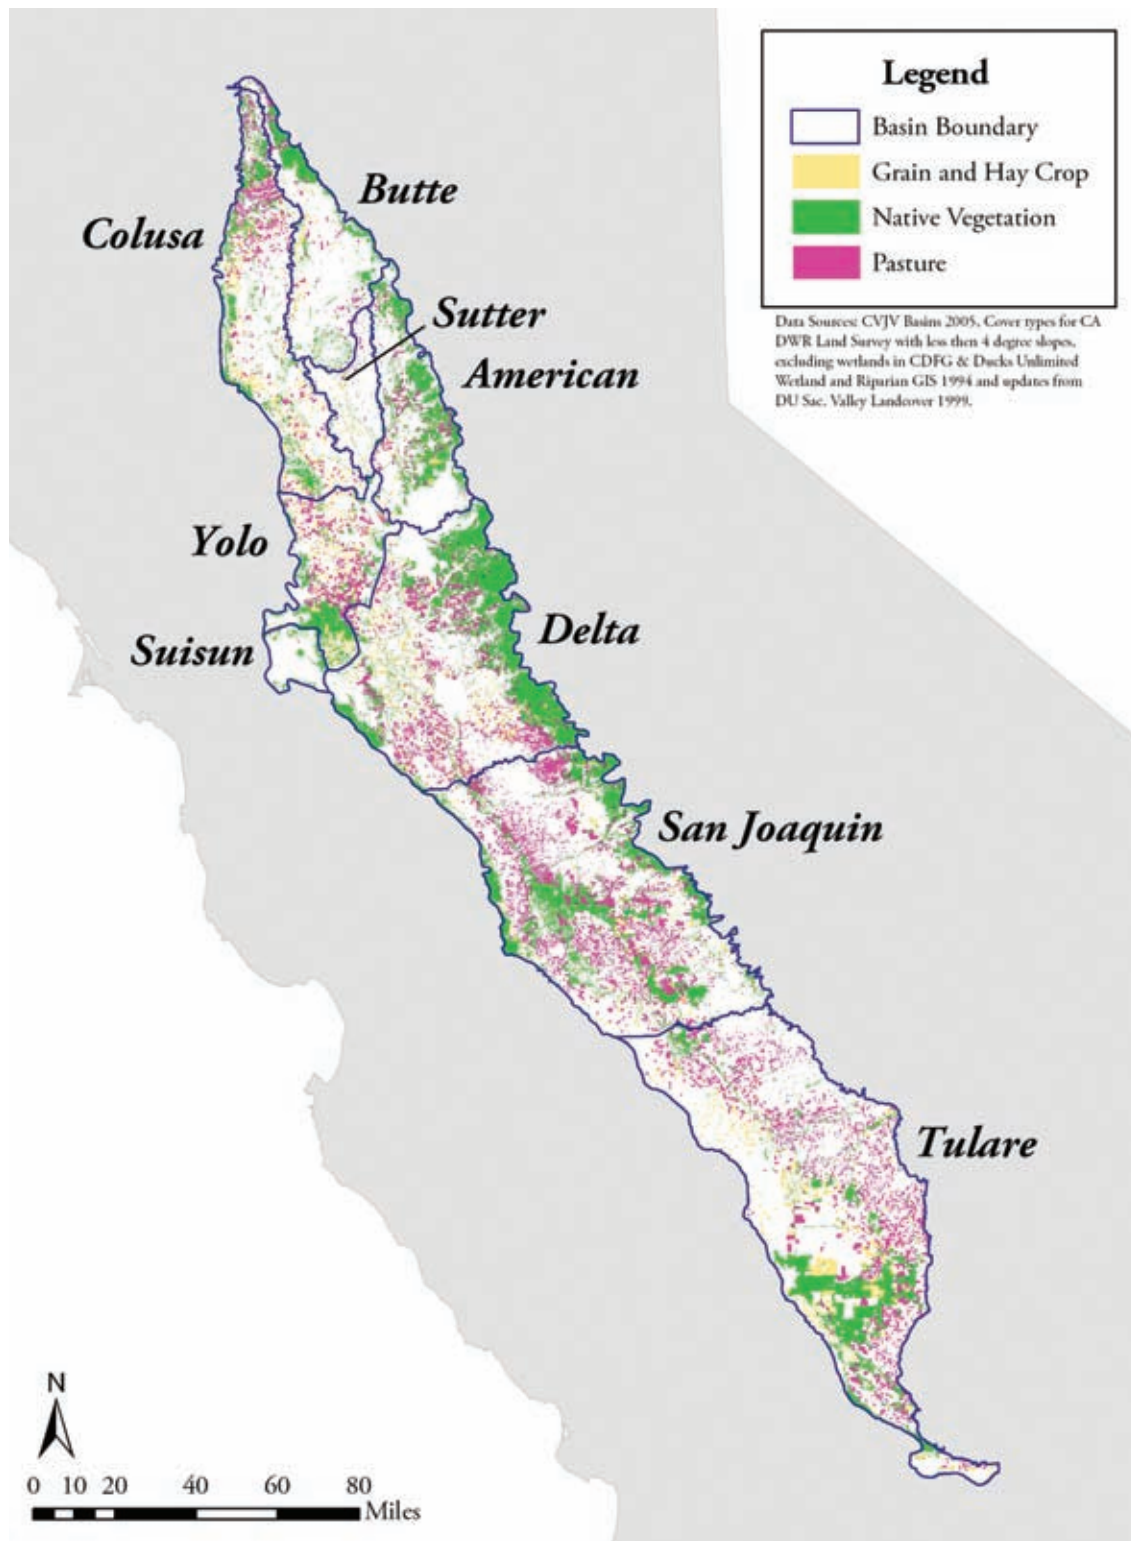 Legend
Basin Boundary
Grain and Hay Crop
Native Vegetation
Pasture
Data Sources: CVJV Basins 2005. Cover types for CA
DWR Land Survey with less then 4 degree slopes.
excluding wetlands in CDFG & Ducks Unlimited
Wetland and Riparian GIS 1994 and updates from
DU Sac. Valley Landcover 1999.
Butte
Colusa
Sutter
American
Yolo
Delta
Suisun
San Joaquin
Tulare
N
0 10 20 40 60 80
Miles